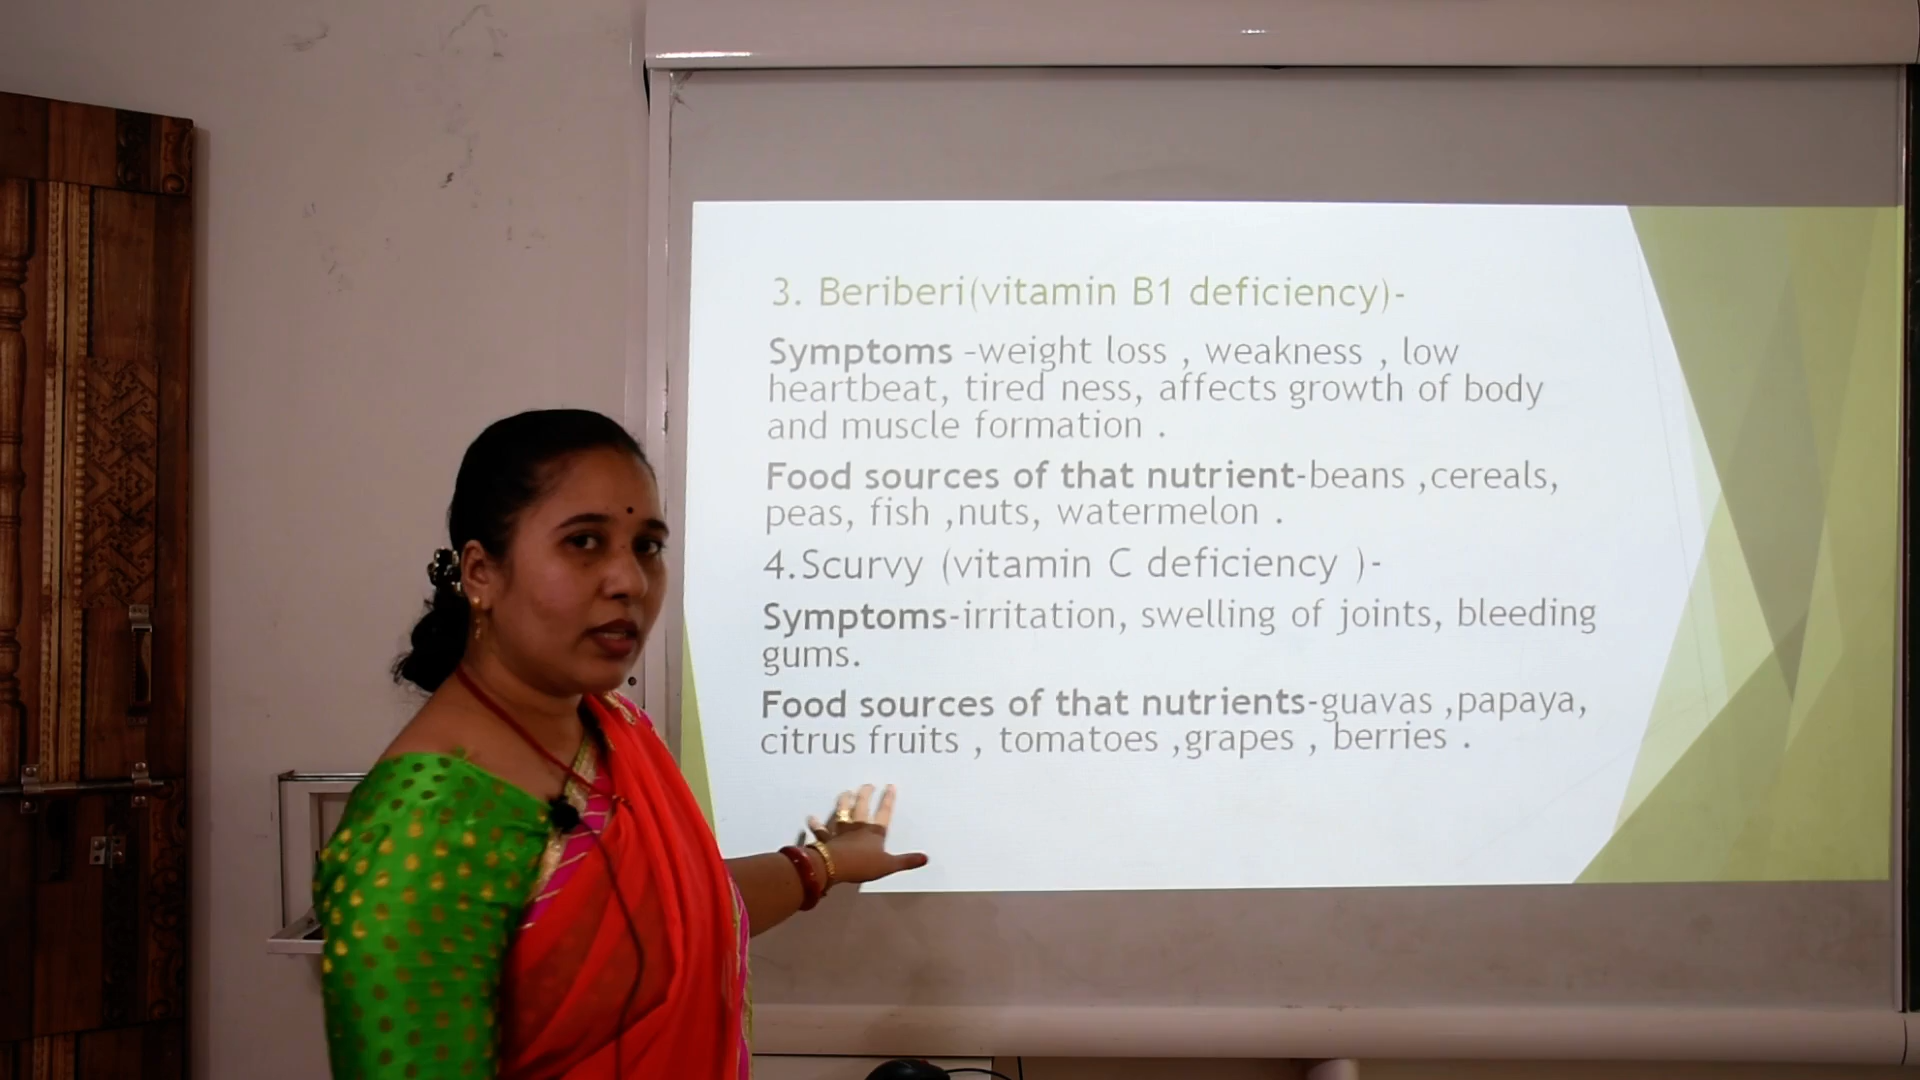 3. Beriberi(vitamin B1 deficiency)-
Symptoms -weight loss , weakness , low
heartbeat, tired ness, affects growth of body
and muscle formation .
Food sources of that nutrient-beans ,cereals,
peas, fish ,nuts, watermelon .
4.Scurvy (vitamin C deficiency )-
Symptoms-irritation, swelling of joints, bleeding
gums.
Food sources of that nutrients-guavas ,papaya,
citrus fruits , tomatoes ,grapes , berries .